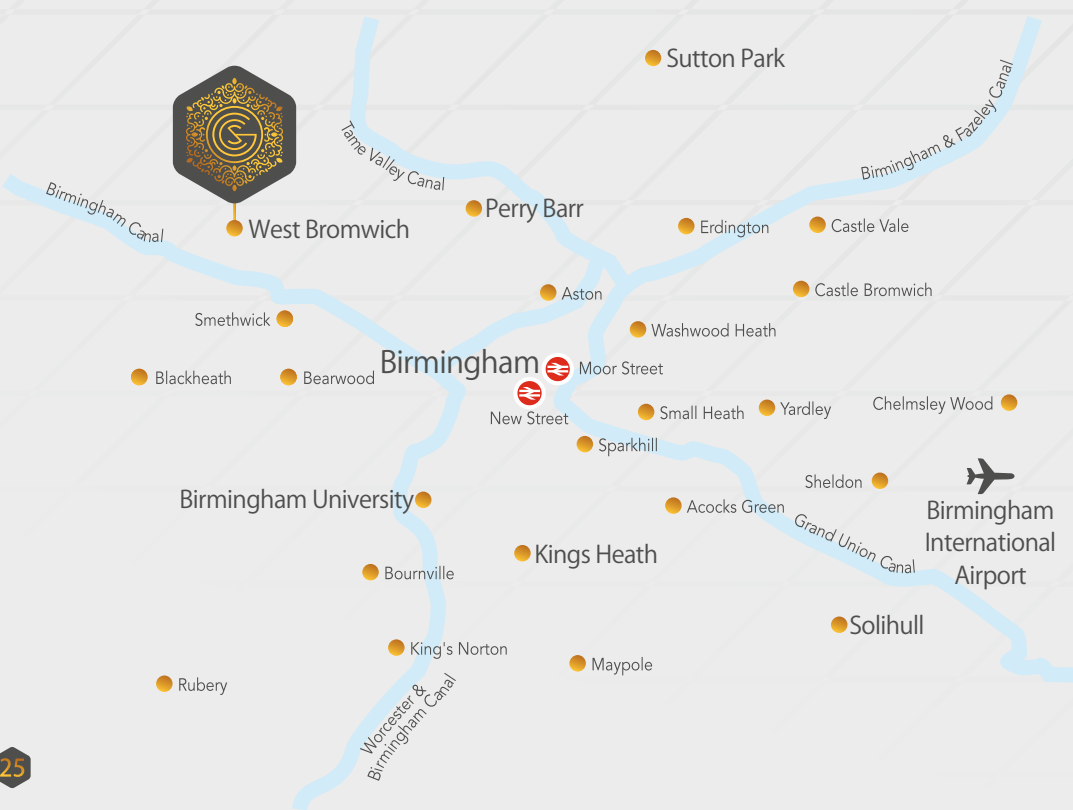 Sutton Park
Birmingham & Fazeley Canal
Tame Valley Canal
Birmingham Canal
Perry Barr
West Bromwich
Erdington
Castle Vale
Aston
Castle Bromwich
Smethwick
Washwood Heath
Birmingham
Moor Street
Blackheath
Bearwood
New Street
Small Heath
Yardley
Chelmsley Wood
Sparkhill
Sheldon
Birmingham University
Acocks Green
Birmingham
International
Airport
Grand Union Canal
Kings Heath
Bournville
Solihull
King's Norton
Maypole
Rubery
Worcester &
Birmingham Canal
25